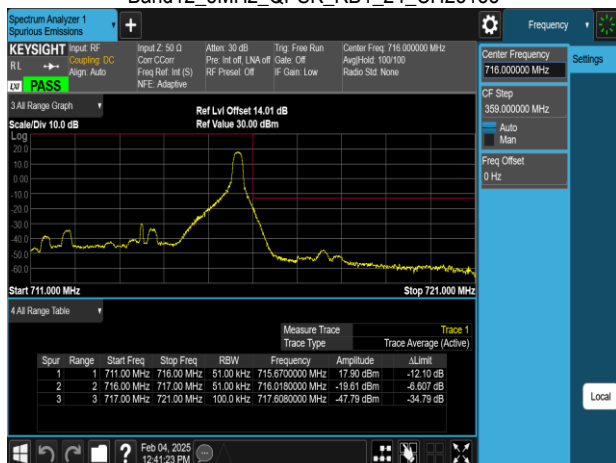 Spectrum Analyzer 1
Spurious Emissions
Frequency
KEYSIGHT
Input: RF
Coupling: DC
Align: Auto
Input Z: 50 Ω
Corr CCorr
Freq Ref: Int (S)
NFE: Adaptive
Atten: 30 dB
Pre: Int off, LNA off
RF Preset: Off
Trig: Free Run
Gate: Off
IF Gain: Low
Center Freq: 716.000000 MHz
Avg|Hold: 100/100
Radio Std: None
RL
LXI PASS
3 All Range Graph
Scale/Div 10.0 dB
Ref Lvl Offset 14.01 dB
Ref Value 30.00 dBm
Log
20.0
10.0
0.00
-10.0
-20.0
-30.0
-40.0
-50.0
-60.0
Start 711.000 MHz
Stop 721.000 MHz
4 All Range Table
Measure Trace Trace 1
Trace Type Trace Average (Active)
Spur Range Start Freq Stop Freq RBW Frequency Amplitude ΔLimit
1 1 711.00 MHz 716.00 MHz 51.00 kHz 715.6700000 MHz 17.90 dBm -12.10 dB
2 2 716.00 MHz 717.00 MHz 51.00 kHz 716.0180000 MHz -19.61 dBm -6.607 dB
3 3 717.00 MHz 721.00 MHz 100.0 kHz 717.6080000 MHz -47.79 dBm -34.79 dB
Feb 04, 2025
12:41:23 PM
Center Frequency
716.000000 MHz
Settings
CF Step
359.000000 MHz
Auto
Man
Freq Offset
0 Hz
Local